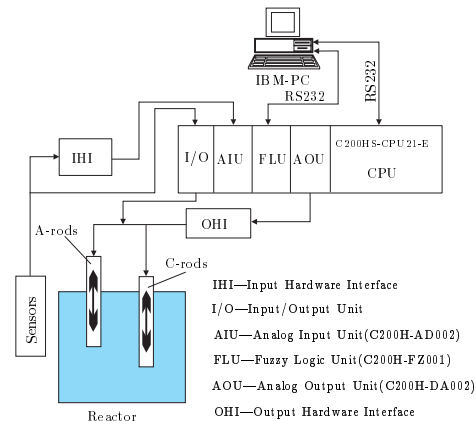 IBM-PC
RS232
RS232
I/O
AIU
FLU
AOU
C200HS-CPU21-E
CPU
IHI
OHI
A-rods
C-rods
Sensors
Reactor
IHI—Input Hardware Interface
I/O—Input/Output Unit
AIU—Analog Input Unit(C200H-AD002)
FLU—Fuzzy Logic Unit(C200H-FZ001)
AOU—Analog Output Unit(C200H-DA002)
OHI—Output Hardware Interface